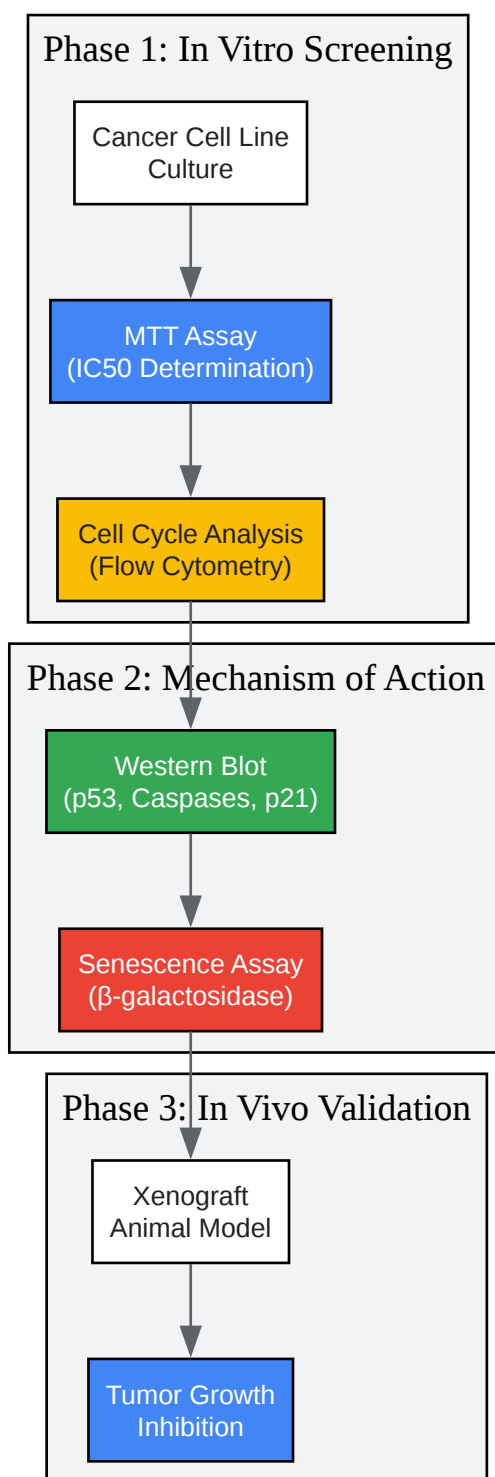 Phase 1: In Vitro Screening
Cancer Cell Line
Culture
MTT Assay
(IC50 Determination)
Cell Cycle Analysis
(Flow Cytometry)
Phase 2: Mechanism of Action
Western Blot
(p53, Caspases, p21)
Senescence Assay
(β-galactosidase)
Phase 3: In Vivo Validation
Xenograft
Animal Model
Tumor Growth
Inhibition